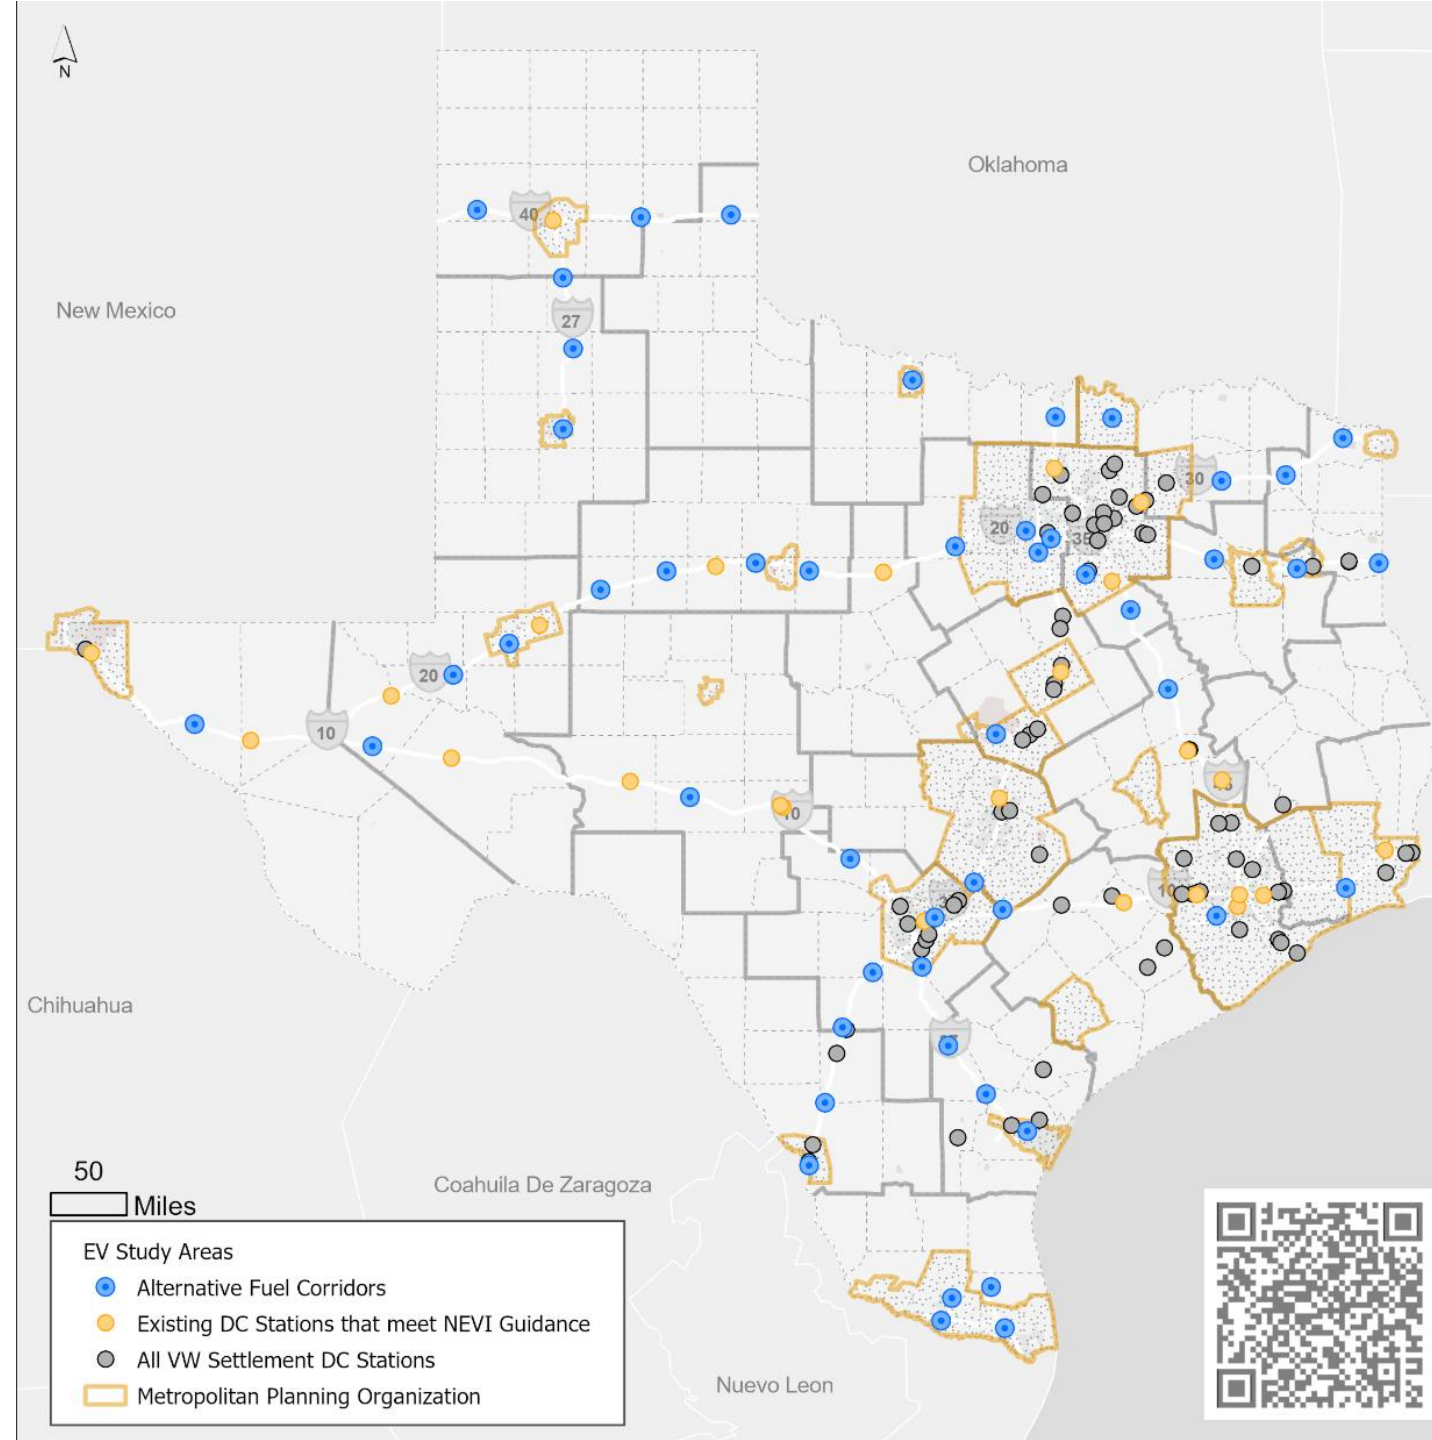 N
Oklahoma
40
New Mexico
27
30
20
35
20
10
10
10
Chihuahua
50
Miles
Coahuila De Zaragoza
EV Study Areas
Alternative Fuel Corridors
Existing DC Stations that meet NEVI Guidance
All VW Settlement DC Stations
Metropolitan Planning Organization
Nuevo Leon